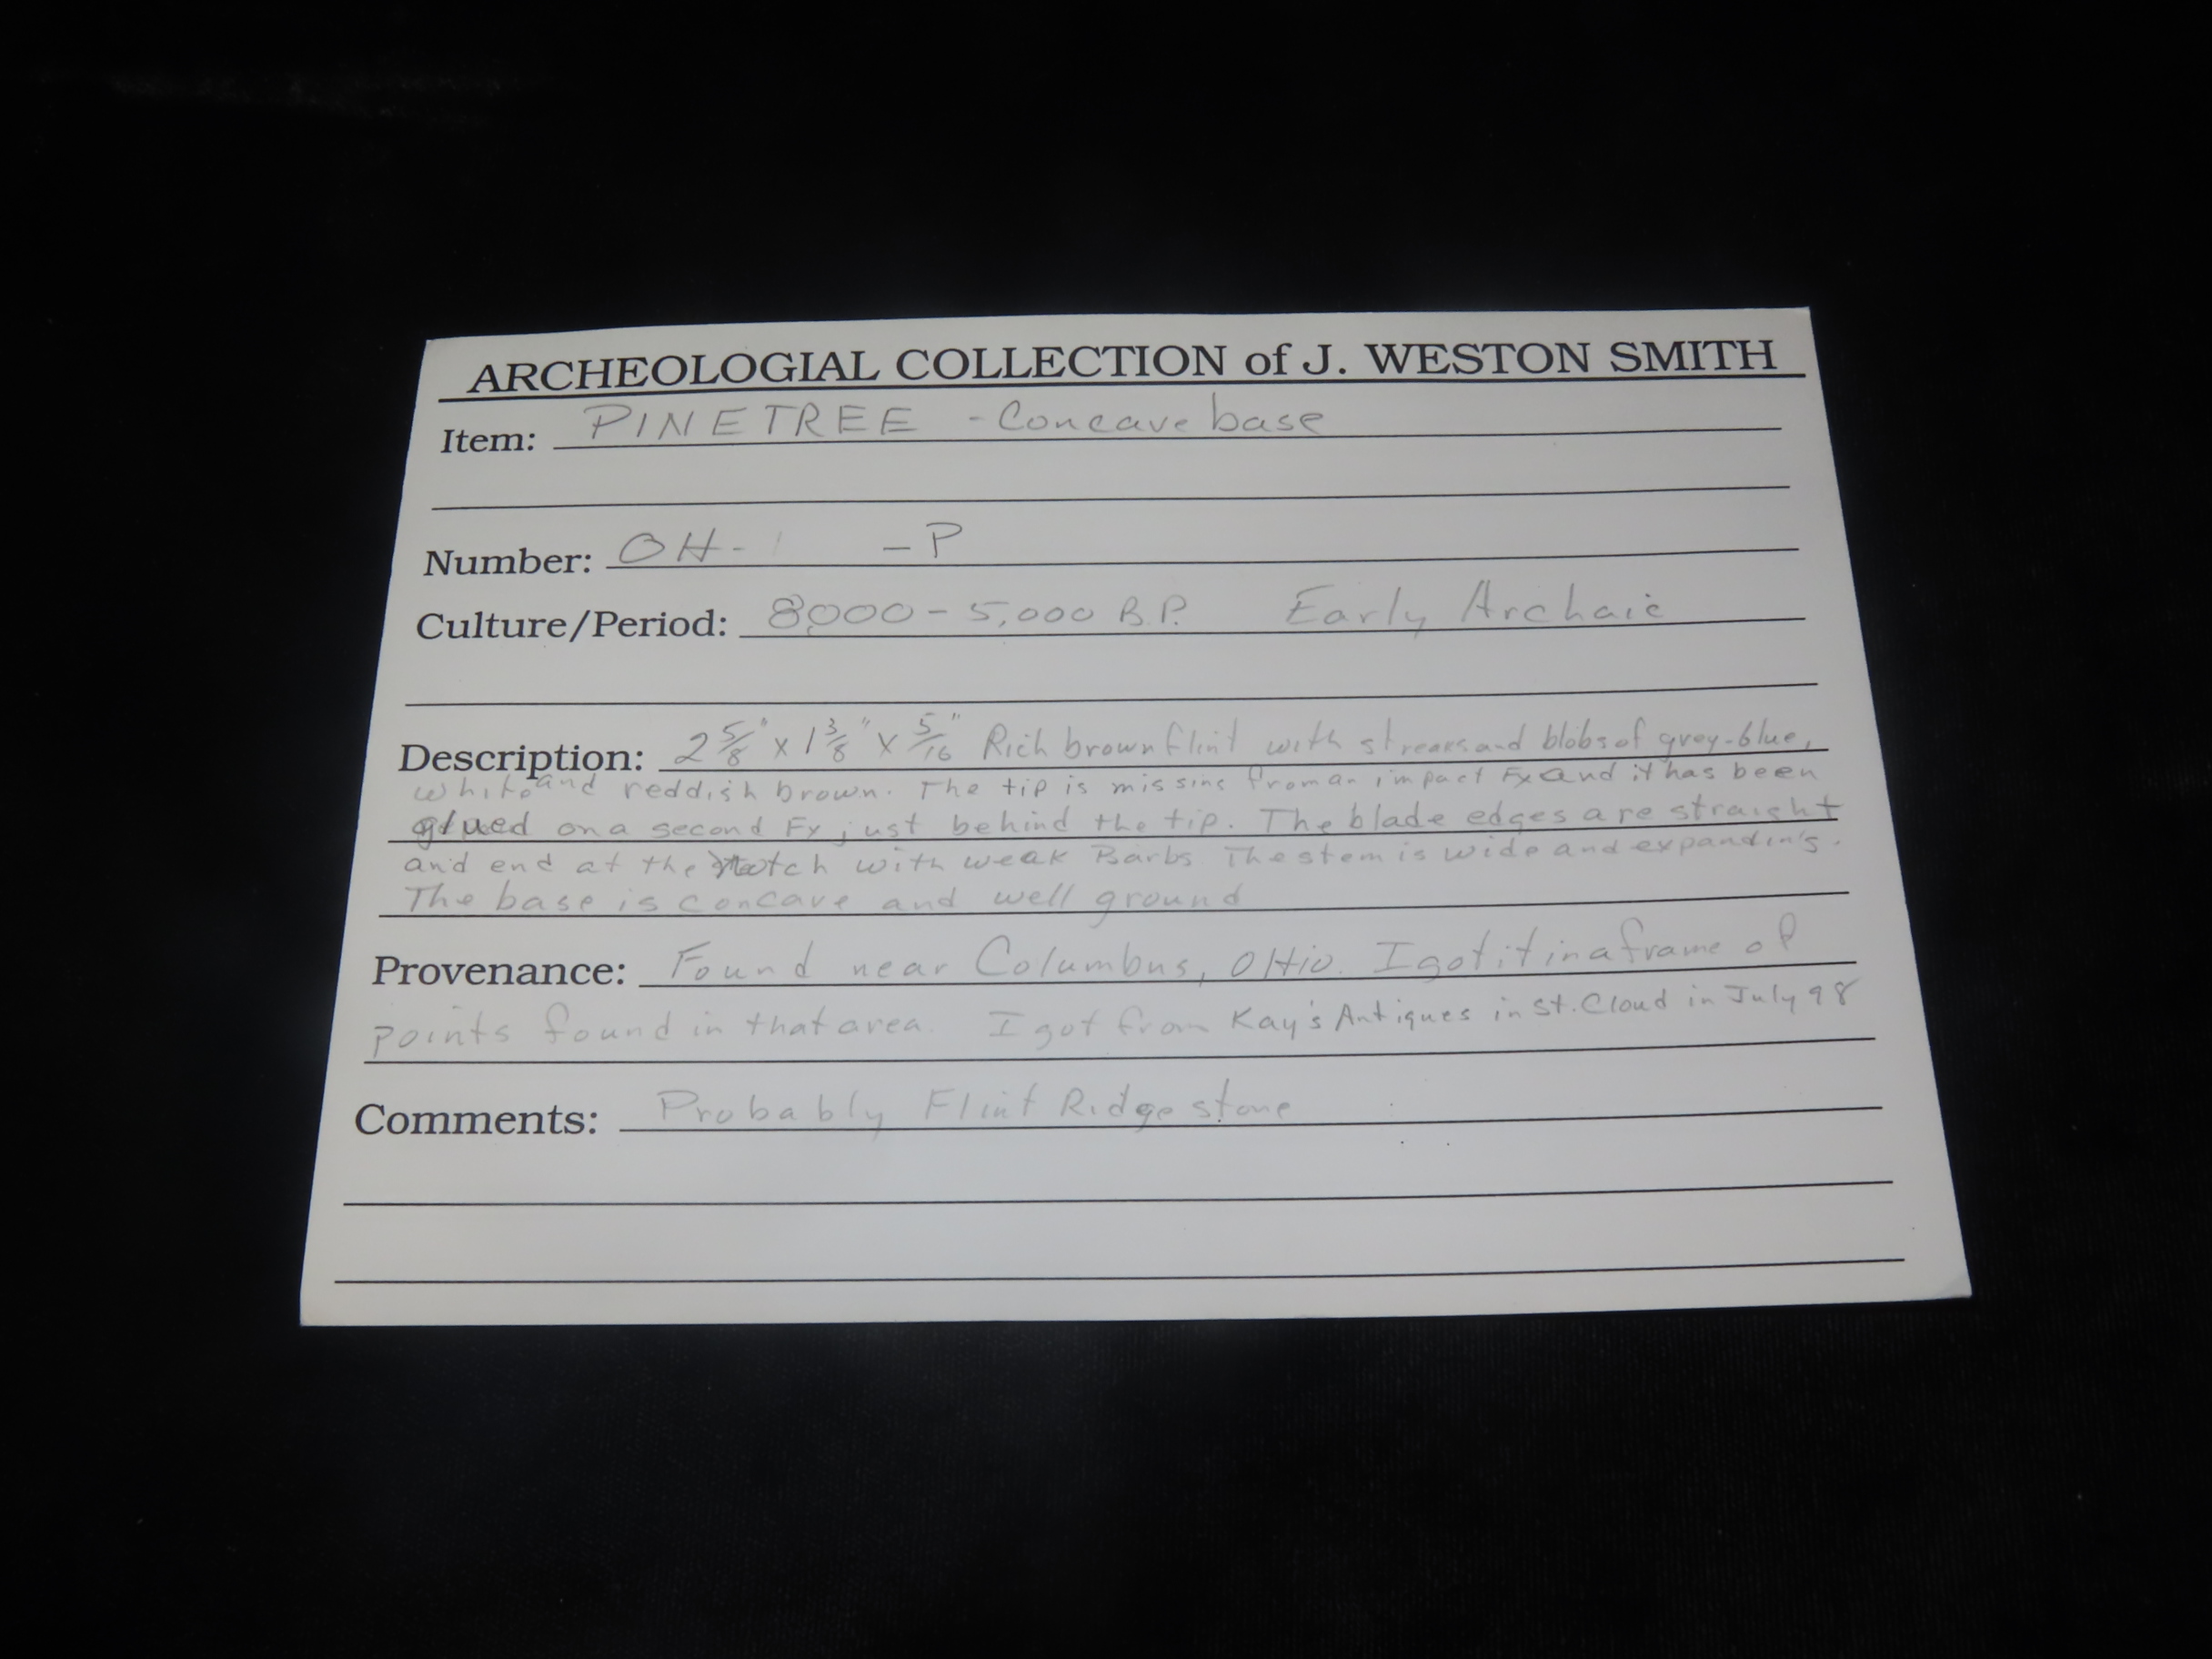 ARCHEOLOGIAL COLLECTION of J. WESTON SMITH
Item: PINETREE - Concave base
Number: OH- -P
Culture/Period: 8,000 - 5,000 B.P. Early Archaic
Description: 2 5/8" x 1 3/8" x 5/16" Rich brown flint with streaks and blobs of grey-blue,
white and reddish brown. The tip is missing from an impact Fx and it has been
glued on a second Fx just behind the tip. The blade edges are straight
and end at the notch with weak Barbs. The stem is wide and expanding.
The base is concave and well ground
Provenance: Found near Columbus, OHio. I got it in a frame of
points found in that area. I got from Kay's Antiques in St. Cloud in July 98
Comments: Probably Flint Ridge stone